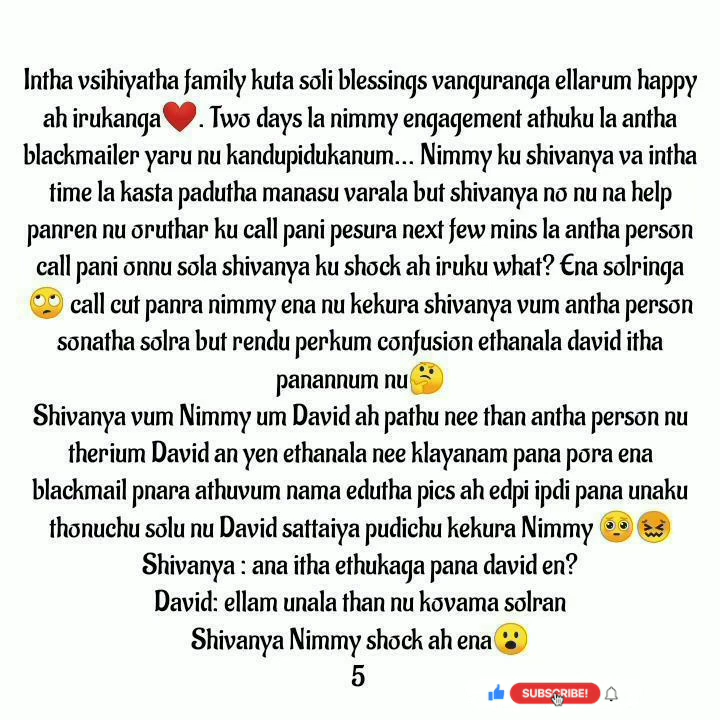 Intha vsihiyatha family kuta soli blessings vanguranga ellarum happy
ah irukanga❤️. Two days la nimmy engagement athuku la antha
blackmailer yaru nu kandupidukanum... Nimmy ku shivanya va intha
time la kasta padutha manasu varala but shivanya no nu na help
panren nu oruthar ku call pani pesura next few mins la antha person
call pani onnu sola shivanya ku shock ah iruku what? Ena solringa
🙄 call cut panra nimmy ena nu kekura shivanya vum antha person
sonatha solra but rendu perkum confusion ethanala david itha
panannum nu🤔
Shivanya vum Nimmy um David ah pathu nee than antha person nu
therium David an yen ethanala nee klayanam pana pora ena
blackmail pnara athuvum nama edutha pics ah edpi ipdi pana unaku
thonuchu solu nu David sattaiya pudichu kekura Nimmy 🥺😖
Shivanya : ana itha ethukaga pana david en?
David: ellam unala than nu kovama solran
Shivanya Nimmy shock ah ena😮
5
SUBSCRIBE!